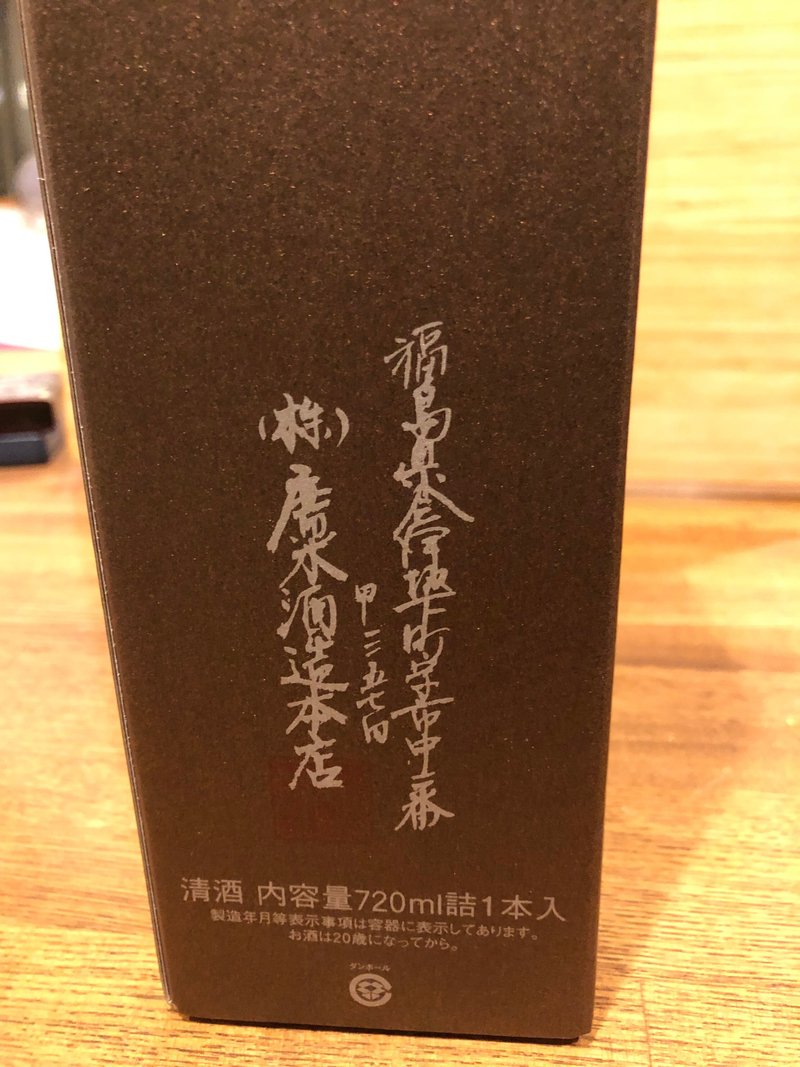 福島県会津坂下町字市中二番
甲三五七四
(株)廣木酒造本店
清酒 内容量720ml詰1本入
製造年月等表示事項は容器に表示してあります。
お酒は20歳になってから。
ダンボール